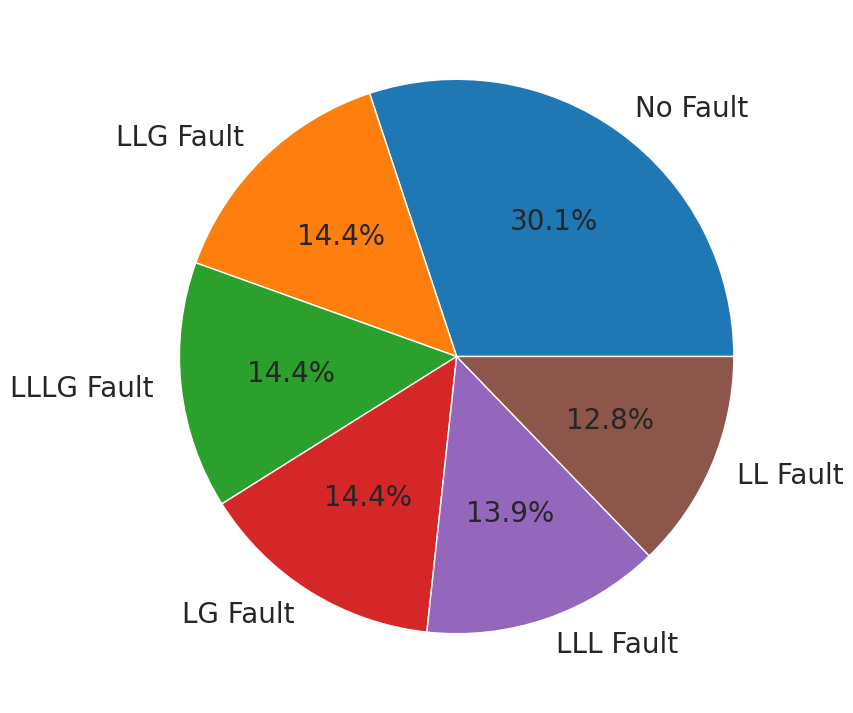 No Fault
30.1%
LLG Fault
14.4%
LLLG Fault
14.4%
LG Fault
14.4%
LLL Fault
13.9%
LL Fault
12.8%